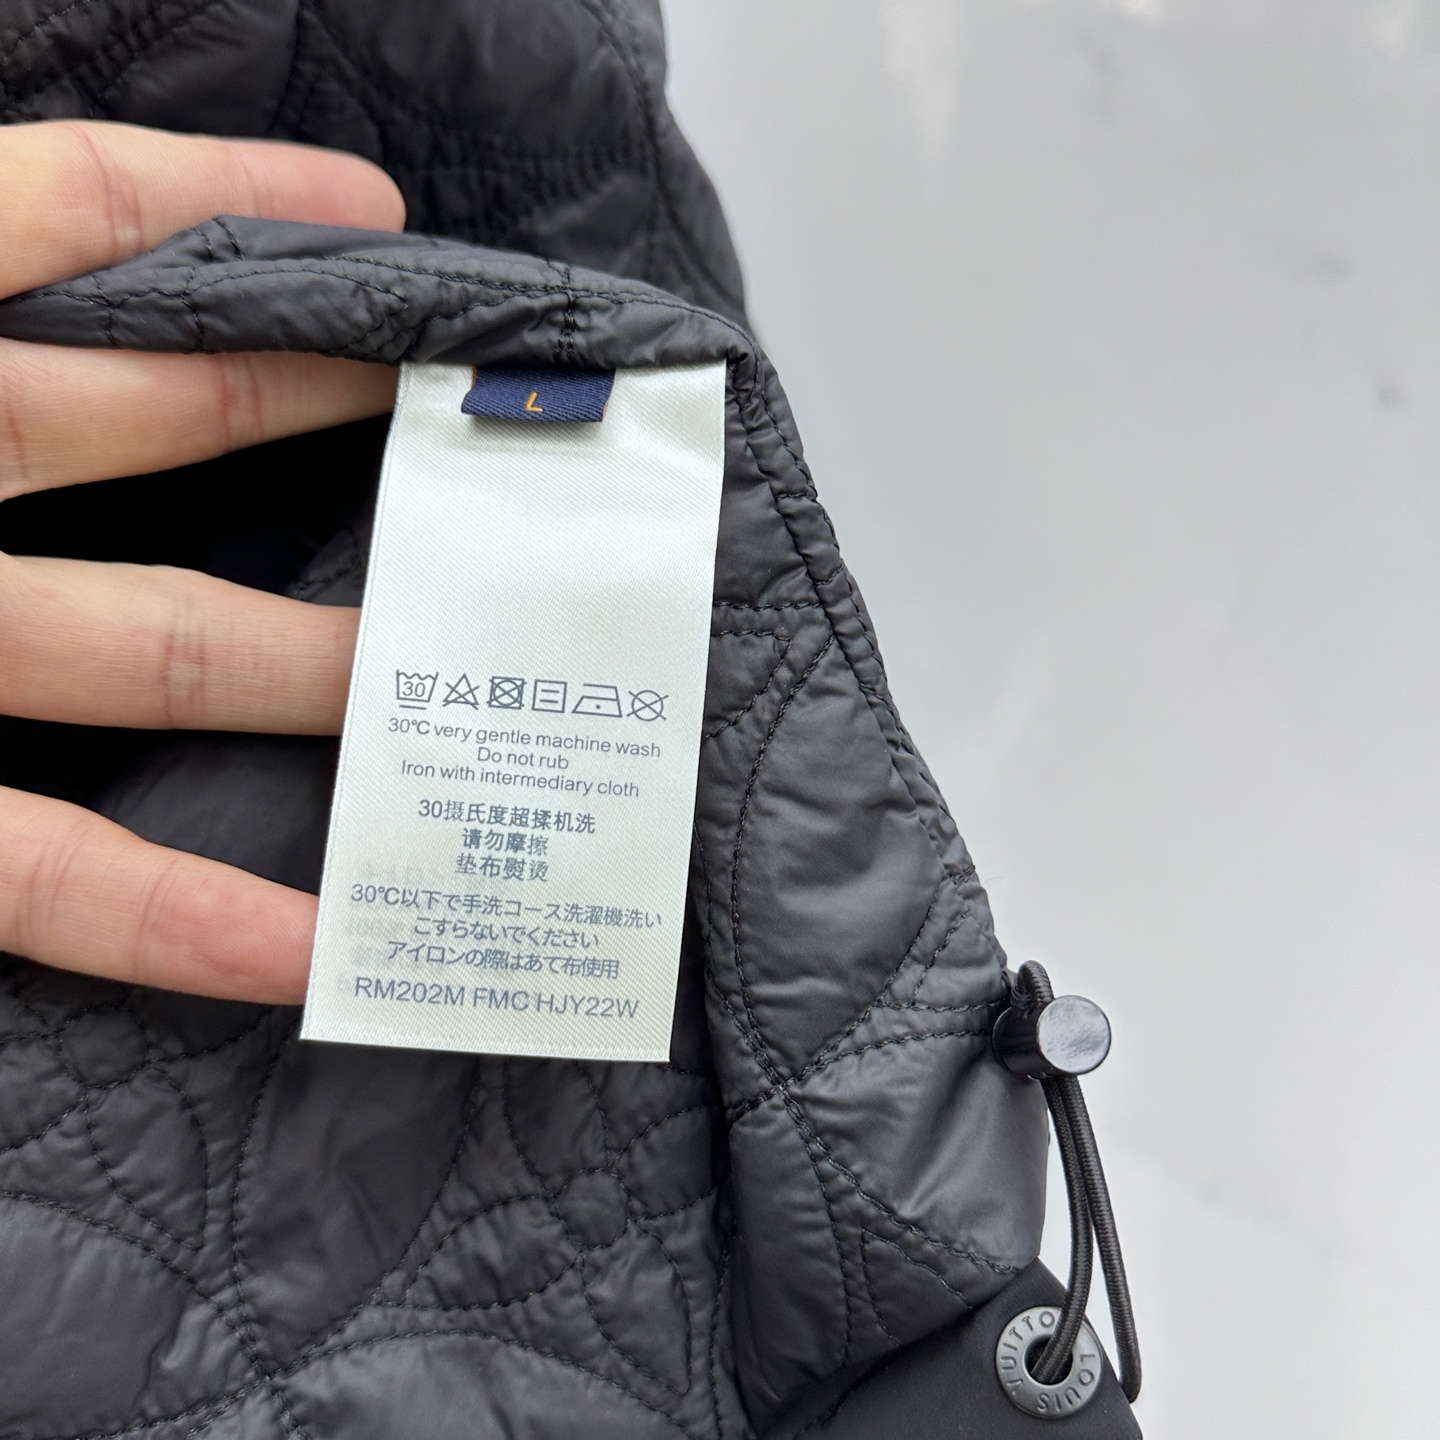 L
30
30℃ very gentle machine wash
Do not rub
Iron with intermediary cloth
30摄氏度超揉机洗
请勿摩擦
垫布熨烫
30℃以下で手洗コース洗濯機洗い
こすらないでください
アイロンの際はあて布使用
RM202M FMC HJY22W
LOUIS VUITTON